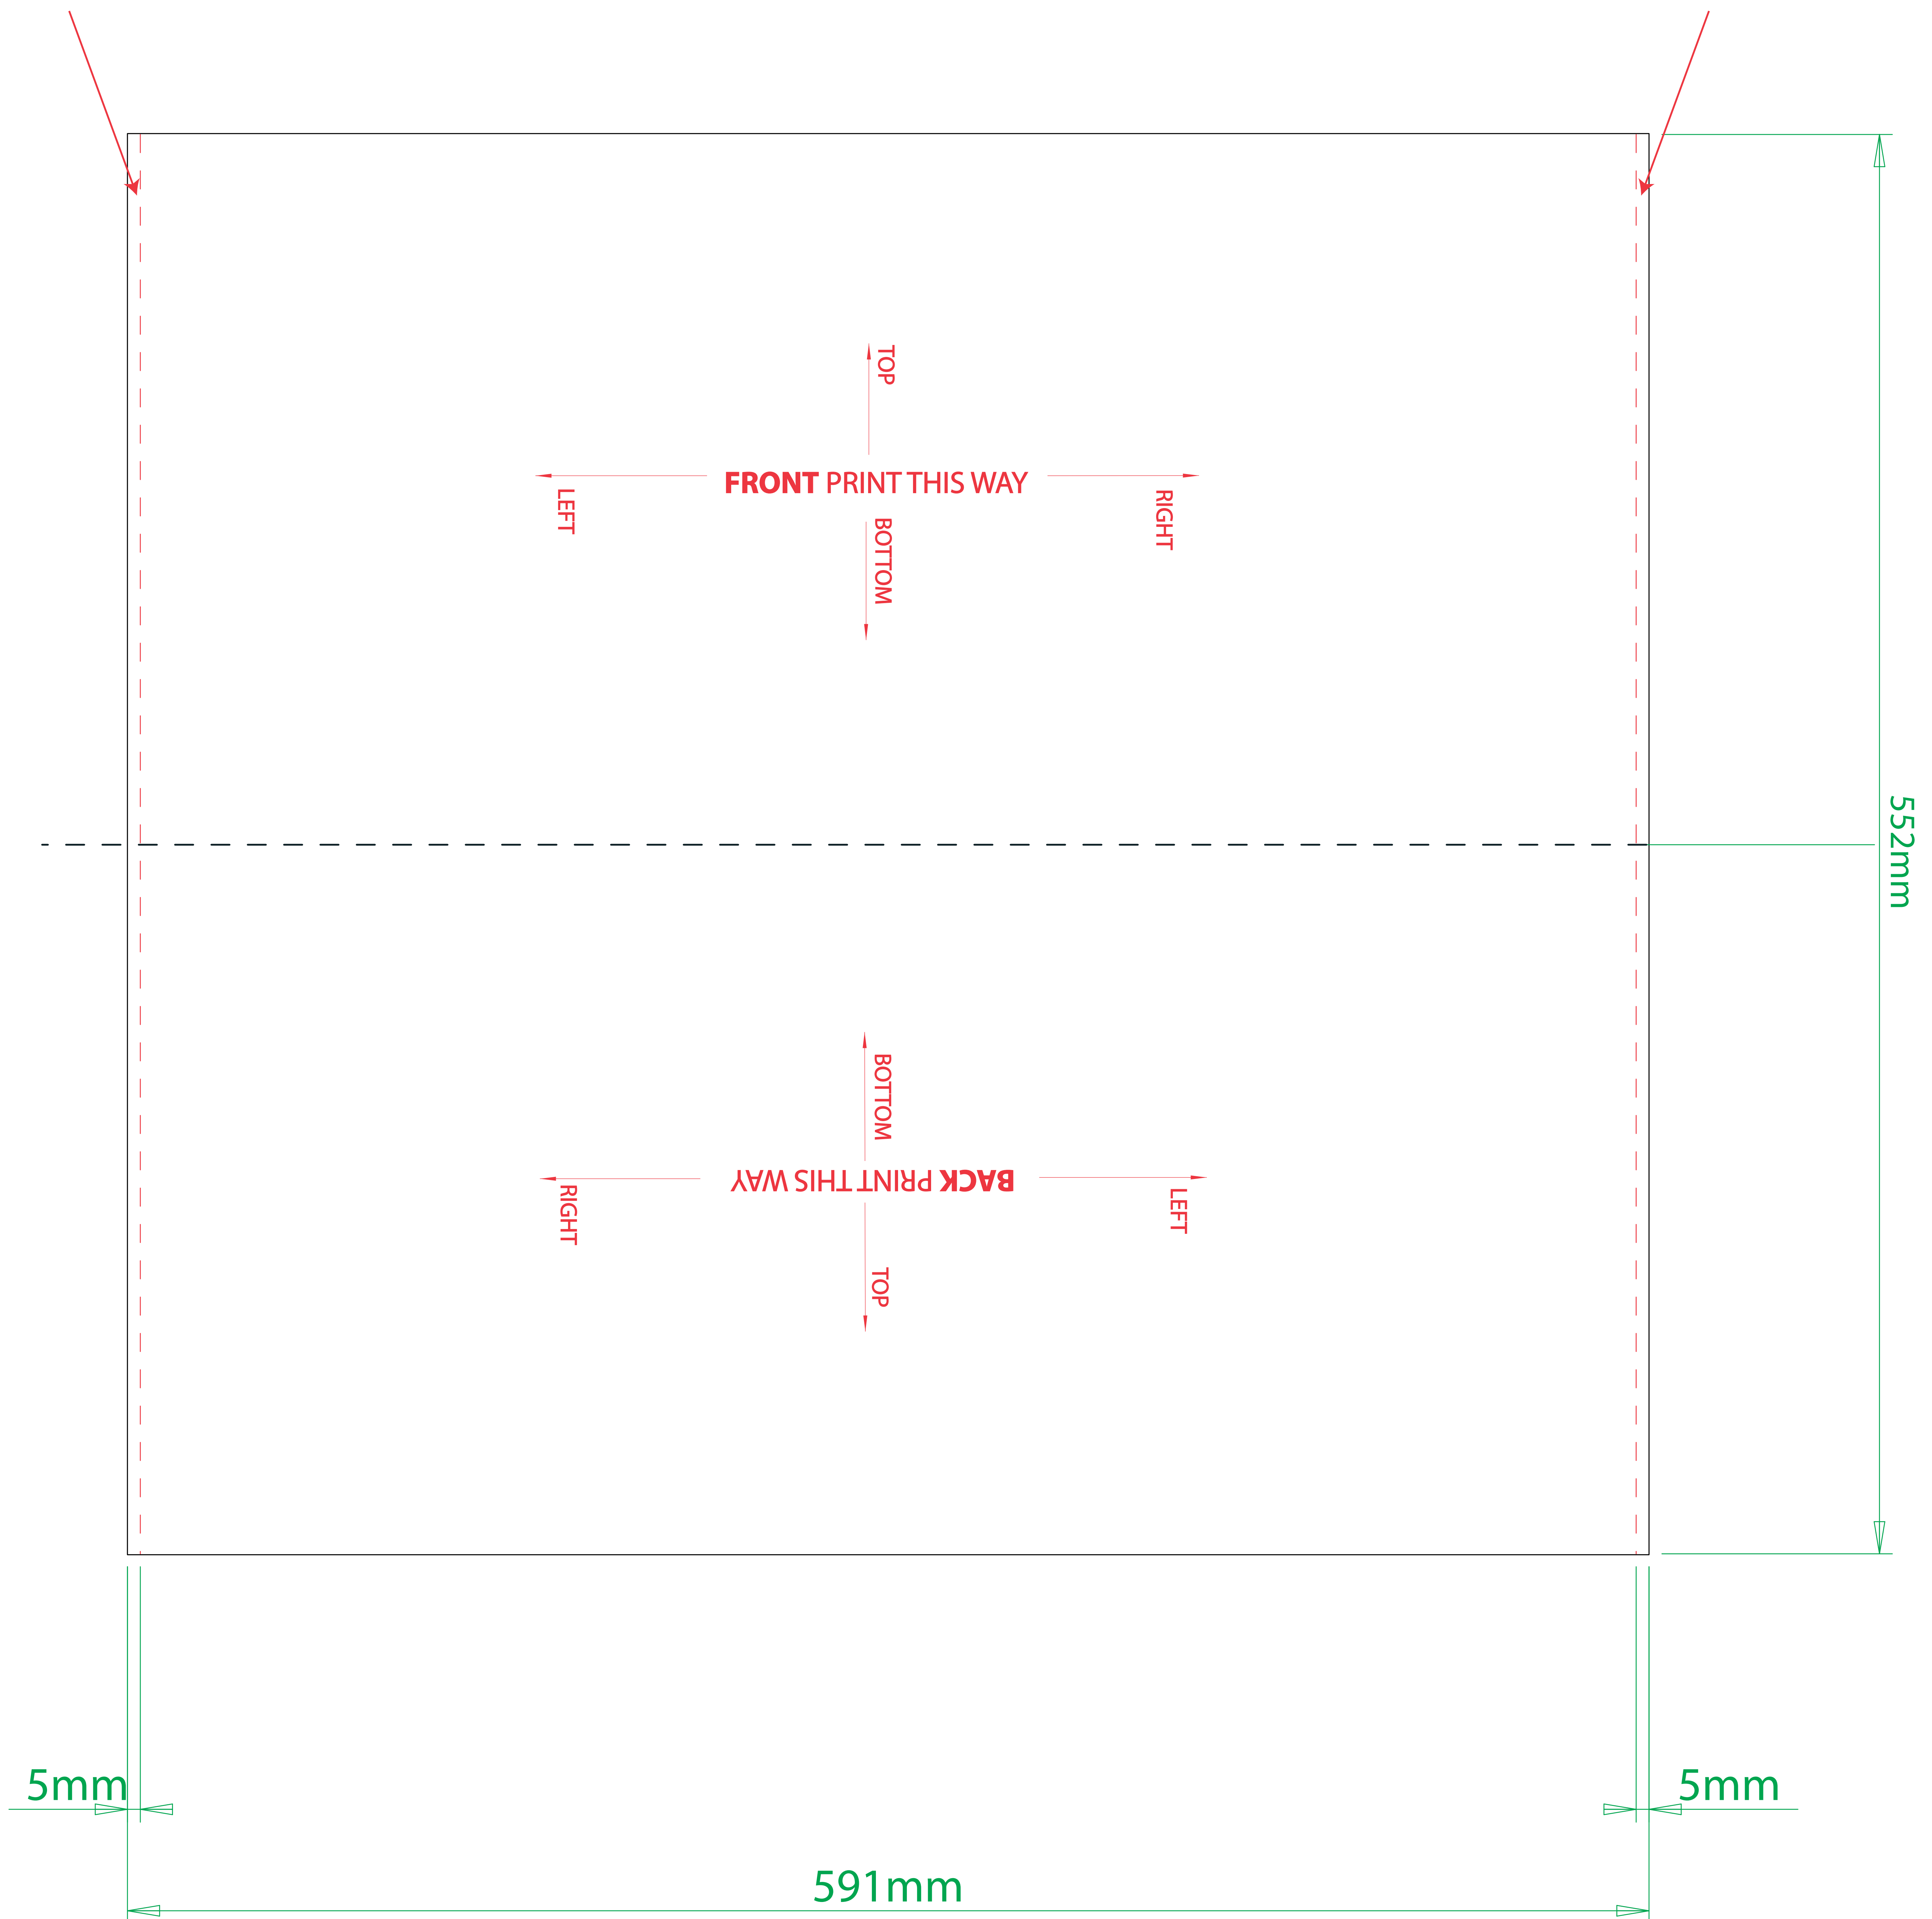 TOP
FRONT PRINT THIS WAY
LEFT
RIGHT
BOTTOM
552mm
BOTTOM
BACK PRINT THIS WAY
RIGHT
LEFT
TOP
5mm
5mm
591mm